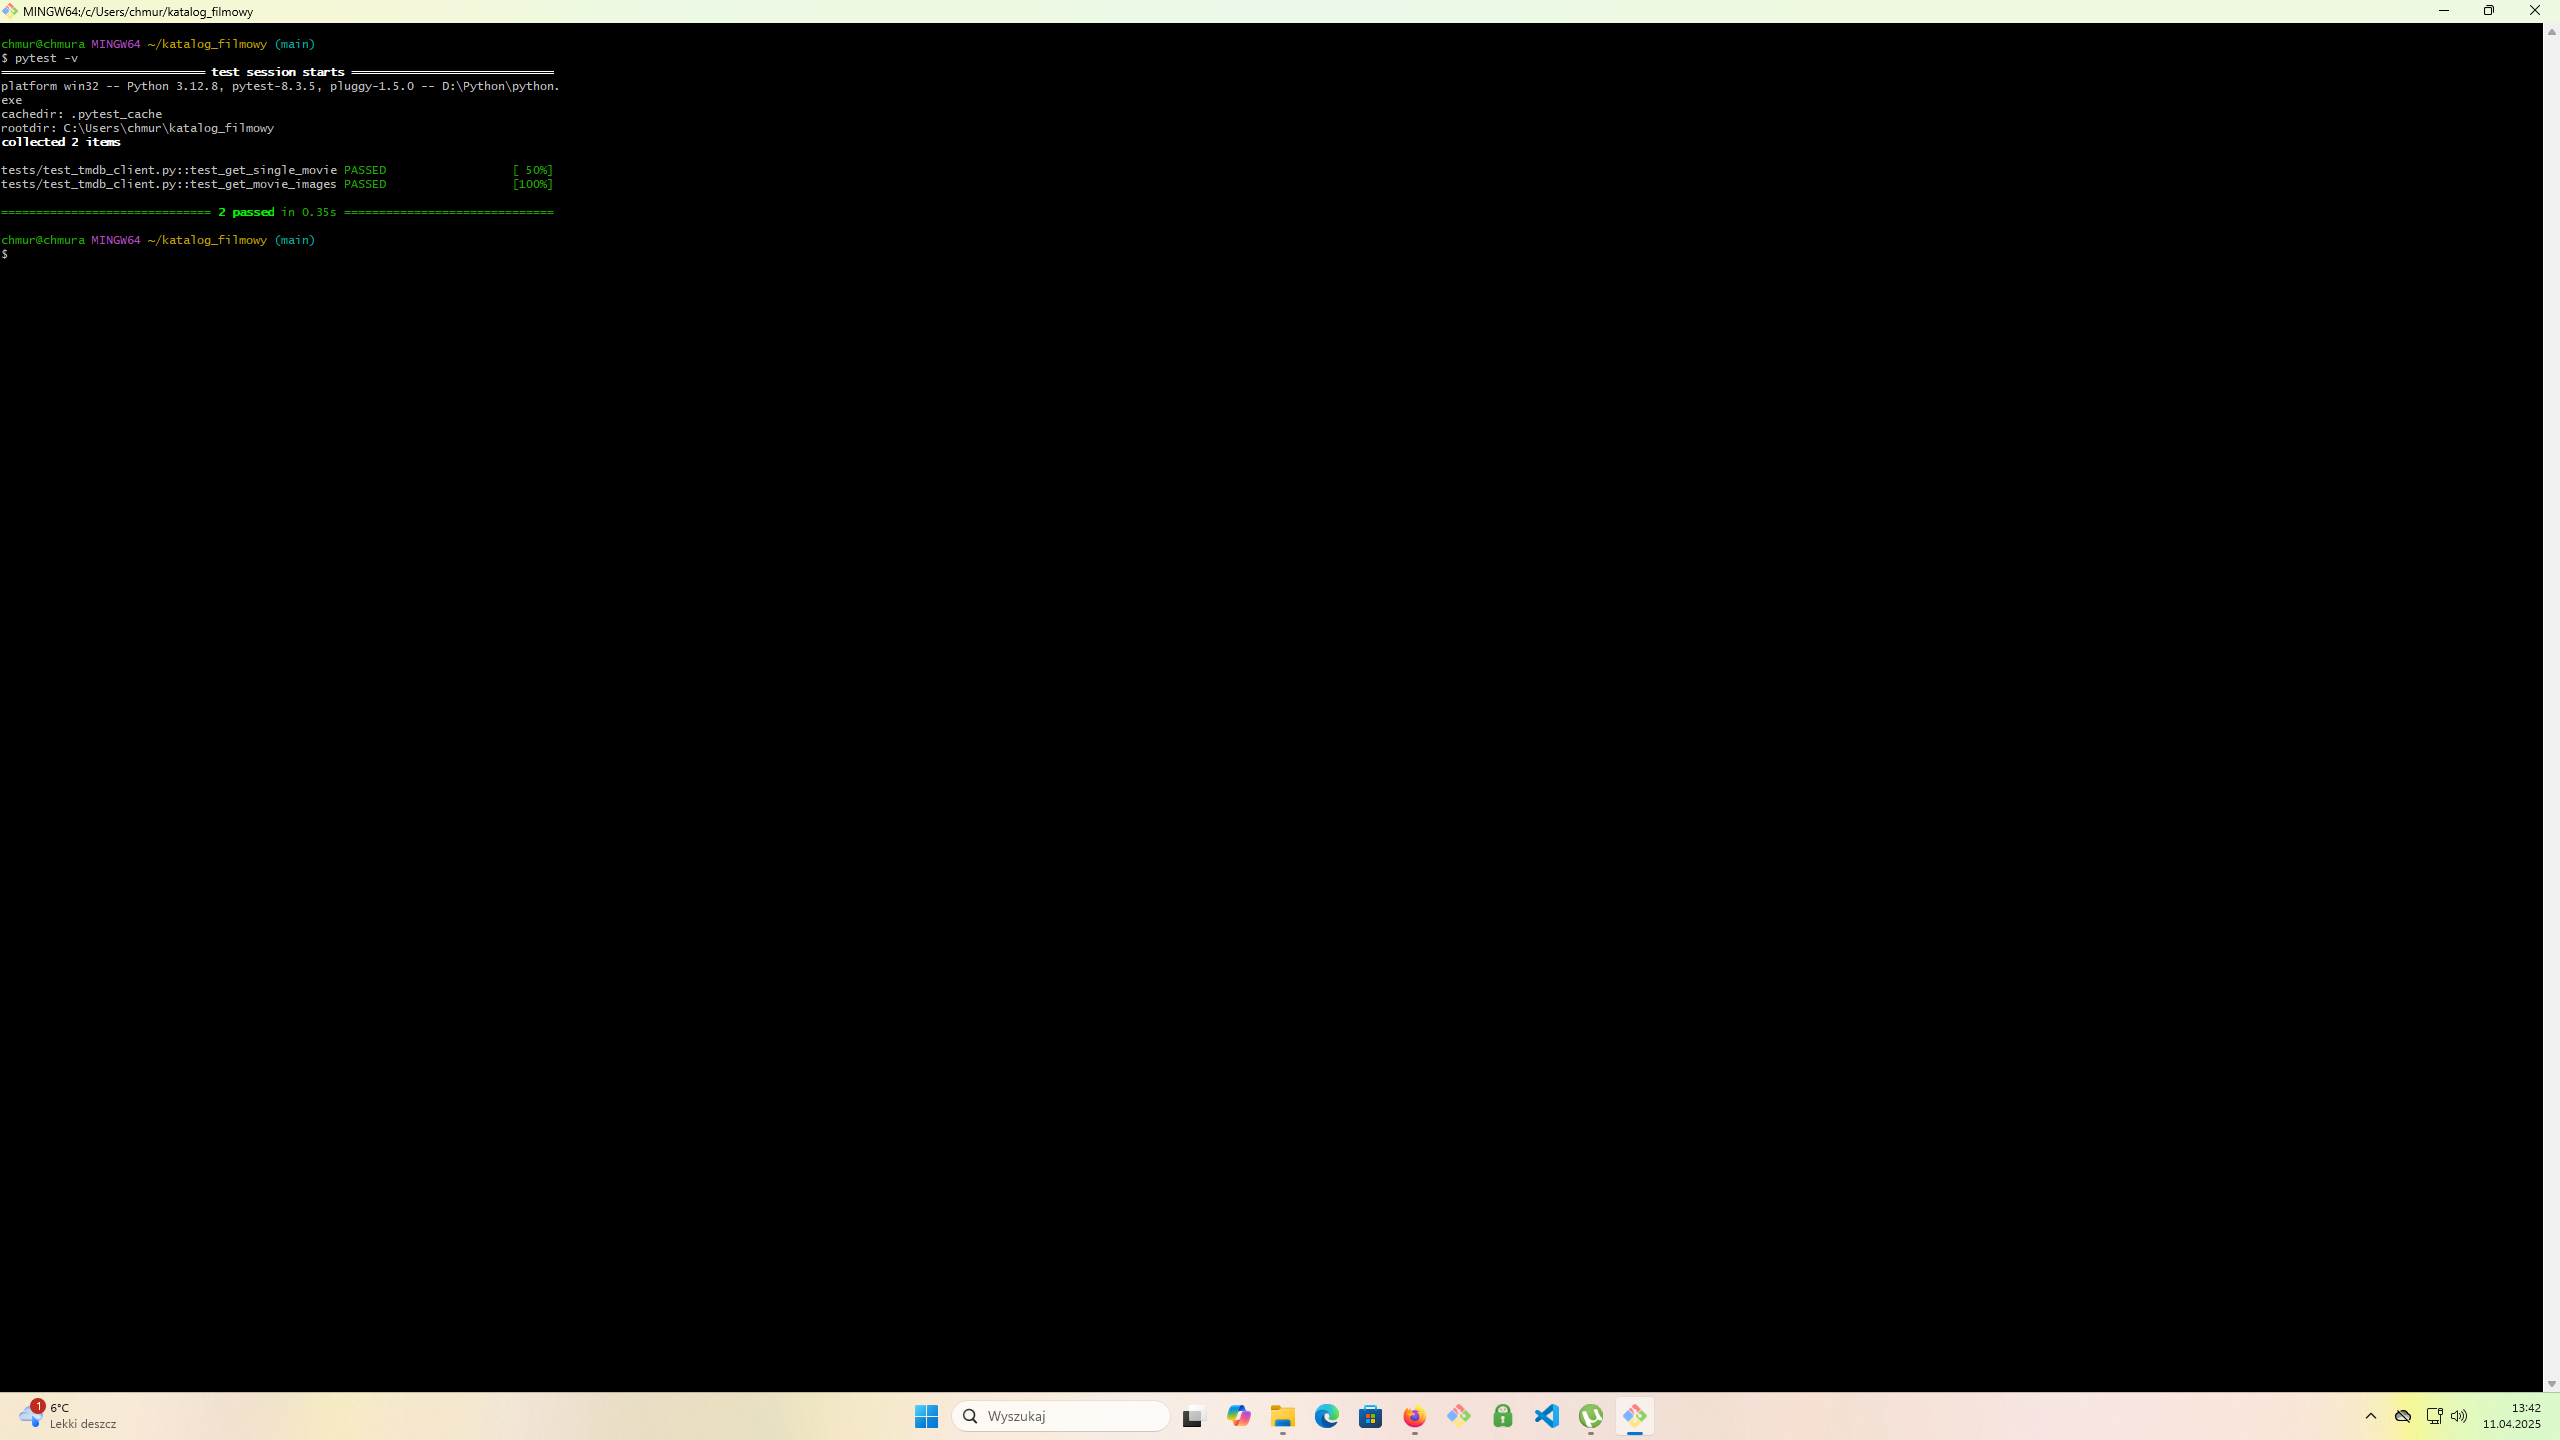 MINGW64:/c/Users/chmur/katalog_filmowy
chmur@chmura MINGW64 ~/katalog_filmowy (main)
$ pytest -v
============================= test session starts =============================
platform win32 -- Python 3.12.8, pytest-8.3.5, pluggy-1.5.0 -- D:\Python\python.
exe
cachedir: .pytest_cache
rootdir: C:\Users\chmur\katalog_filmowy
collected 2 items
tests/test_tmdb_client.py::test_get_single_movie PASSED                  [ 50%]
tests/test_tmdb_client.py::test_get_movie_images PASSED                  [100%]
============================== 2 passed in 0.35s ==============================
chmur@chmura MINGW64 ~/katalog_filmowy (main)
$
1
6°C
Lekki deszcz
Wyszukaj
13:42
11.04.2025